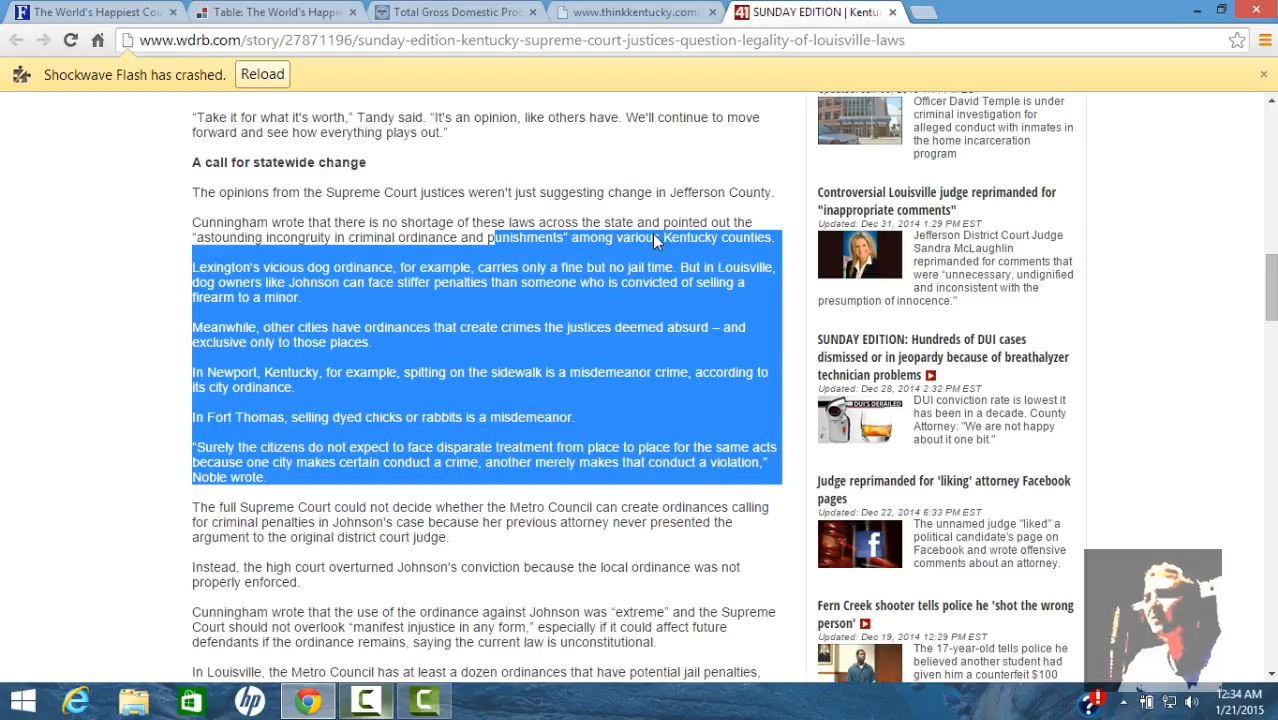 The World's Happiest Cou
Table: The World's Happie
Total Gross Domestic Pro
www.thinkkentucky.com
SUNDAY EDITION | Kentu
www.wdrb.com/story/27871196/sunday-edition-kentucky-supreme-court-justices-question-legality-of-louisville-laws
Shockwave Flash has crashed. Reload
“Take it for what it's worth,” Tandy said. “It's an opinion, like others have. We'll continue to move
forward and see how everything plays out.”
A call for statewide change
The opinions from the Supreme Court justices weren't just suggesting change in Jefferson County.
Cunningham wrote that there is no shortage of these laws across the state and pointed out the
“astounding incongruity in criminal ordinance and punishments” among various Kentucky counties.
Lexington's vicious dog ordinance, for example, carries only a fine but no jail time. But in Louisville,
dog owners like Johnson can face stiffer penalties than someone who is convicted of selling a
firearm to a minor.
Meanwhile, other cities have ordinances that create crimes the justices deemed absurd – and
exclusive only to those places.
In Newport, Kentucky, for example, spitting on the sidewalk is a misdemeanor crime, according to
its city ordinance.
In Fort Thomas, selling dyed chicks or rabbits is a misdemeanor.
“Surely the citizens do not expect to face disparate treatment from place to place for the same acts
because one city makes certain conduct a crime, another merely makes that conduct a violation,”
Noble wrote.
The full Supreme Court could not decide whether the Metro Council can create ordinances calling
for criminal penalties in Johnson's case because her previous attorney never presented the
argument to the original district court judge.
Instead, the high court overturned Johnson's conviction because the local ordinance was not
properly enforced.
Cunningham wrote that the use of the ordinance against Johnson was “extreme” and the Supreme
Court should not overlook “manifest injustice in any form,” especially if it could affect future
defendants if the ordinance remains, saying the current law is unconstitutional.
In Louisville, the Metro Council has at least a dozen ordinances that have potential jail penalties,
Officer David Temple is under
criminal investigation for
alleged conduct with inmates in
the home incarceration
program
Controversial Louisville judge reprimanded for
"inappropriate comments"
Updated: Dec 31, 2014 1:29 PM EST
Jefferson District Court Judge
Sandra McLaughlin
reprimanded for comments that
were “unnecessary, undignified
and inconsistent with the
presumption of innocence.”
SUNDAY EDITION: Hundreds of DUI cases
dismissed or in jeopardy because of breathalyzer
technician problems
Updated: Dec 28, 2014 2:32 PM EST
DUI'S DERAILED
DUI conviction rate is lowest it
has been in a decade. County
Attorney: "We are not happy
about it one bit."
Judge reprimanded for 'liking' attorney Facebook
pages
Updated: Dec 22, 2014 6:33 PM EST
The unnamed judge "liked" a
political candidate's page on
Facebook and wrote offensive
comments about an attorney.
Fern Creek shooter tells police he 'shot the wrong
person'
Updated: Dec 19, 2014 12:29 PM EST
The 17-year-old tells police he
believed another student had
given him a counterfeit $100
12:34 AM
1/21/2015